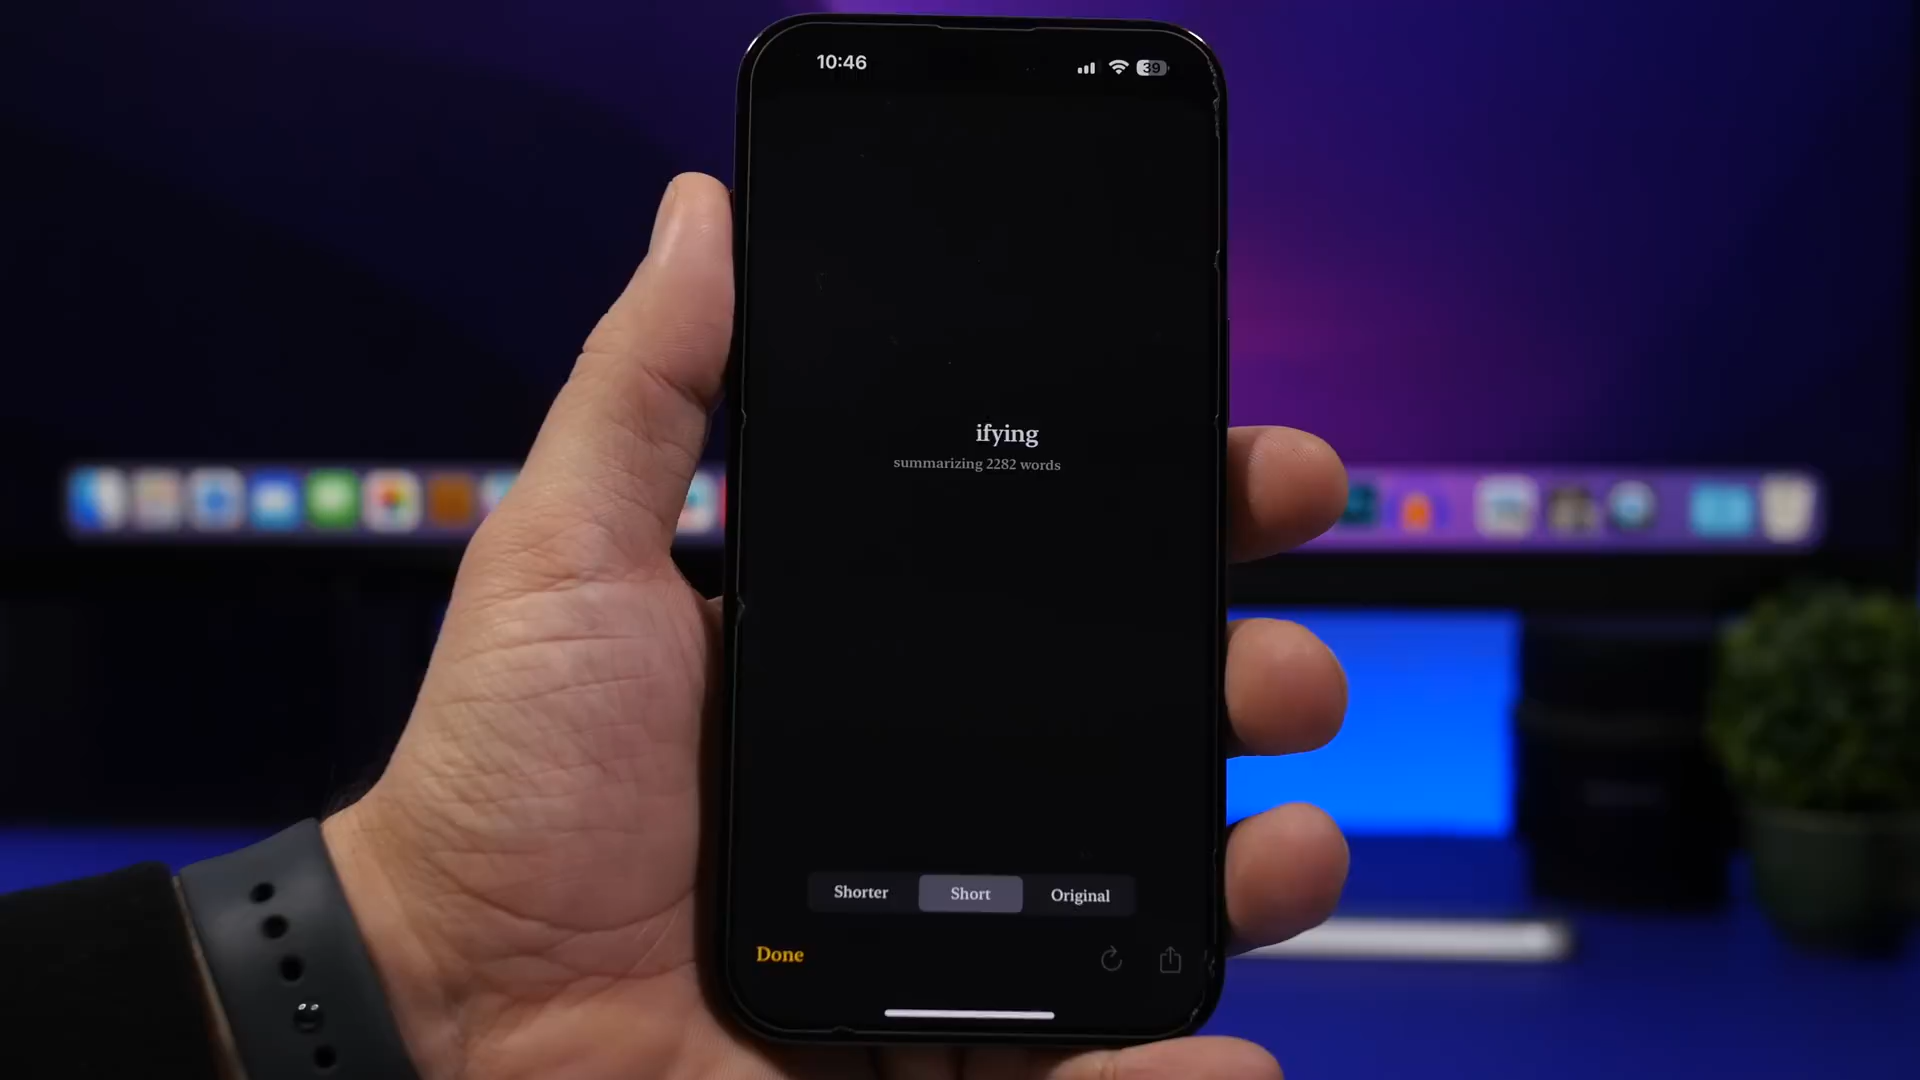 10:46
39
ifying
summarizing 2282 words
Shorter Short Original
Done